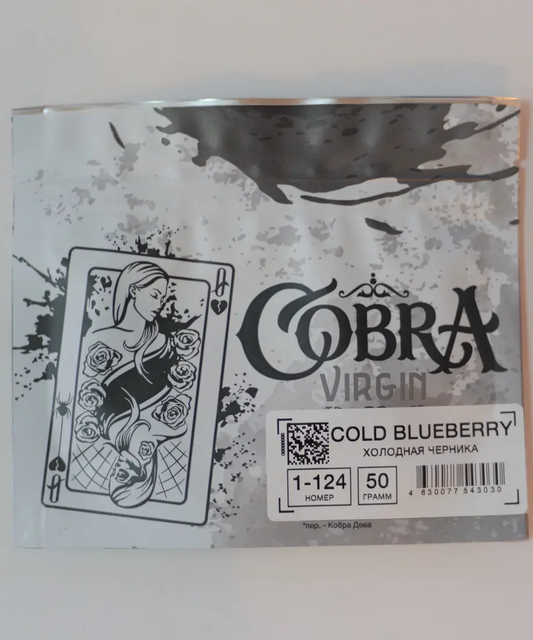 Q
COBRA
VIRGIN
COLD BLUEBERRY
ХОЛОДНАЯ ЧЕРНИКА
1-124
НОМЕР
50
ГРАММ
4 630077 543030
*пер. - Кобра Дева
Q